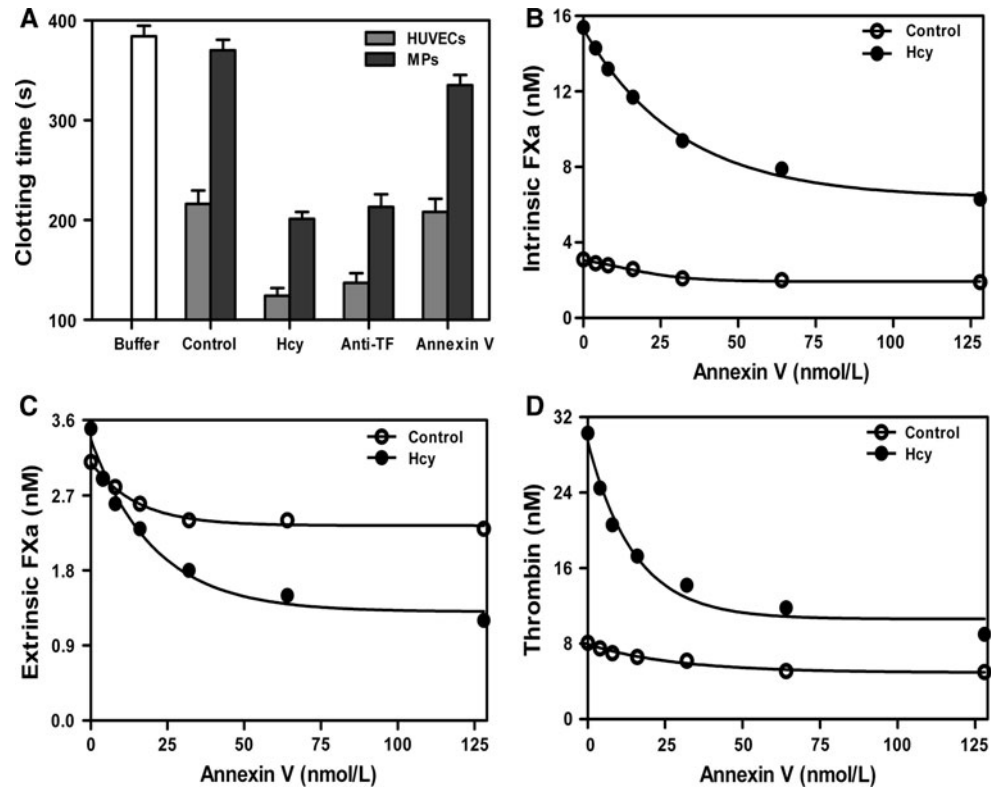 A
Clotting time (s)
400
300
200
100
HUVECs
MPs
Buffer Control Hcy Anti-TF Annexin V
B
Intrinsic FXa (nM)
16
12
8
4
0
Control
Hcy
0 25 50 75 100 125
Annexin V (nmol/L)
C
Extrinsic FXa (nM)
3.6
2.7
1.8
0.9
0.0
Control
Hcy
0 25 50 75 100 125
Annexin V (nmol/L)
D
Thrombin (nM)
32
24
16
8
0
Control
Hcy
0 25 50 75 100 125
Annexin V (nmol/L)